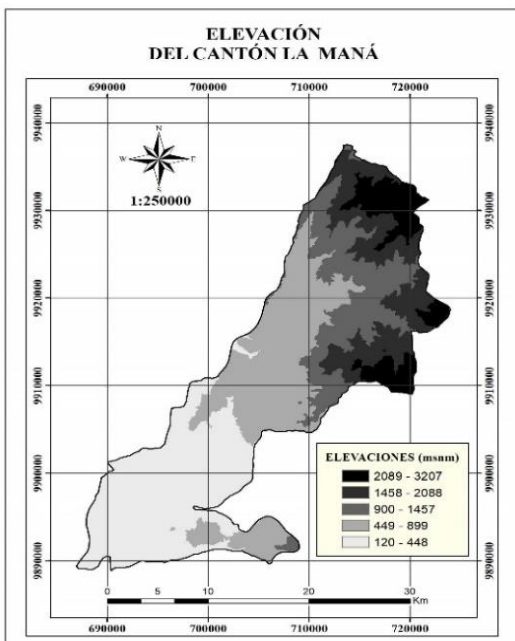 ELEVACIÓN
DEL CANTÓN LA MANÁ
690000 700000 710000 720000
9940000
9930000
9920000
9910000
9900000
9890000
N
W E
S
1:250000
9940000
9930000
9920000
9910000
9900000
9890000
ELEVACIONES (msnm)
2089 - 3207
1458 - 2088
900 - 1457
449 - 899
120 - 448
0 10 20 30
Km
690000 700000 710000 720000